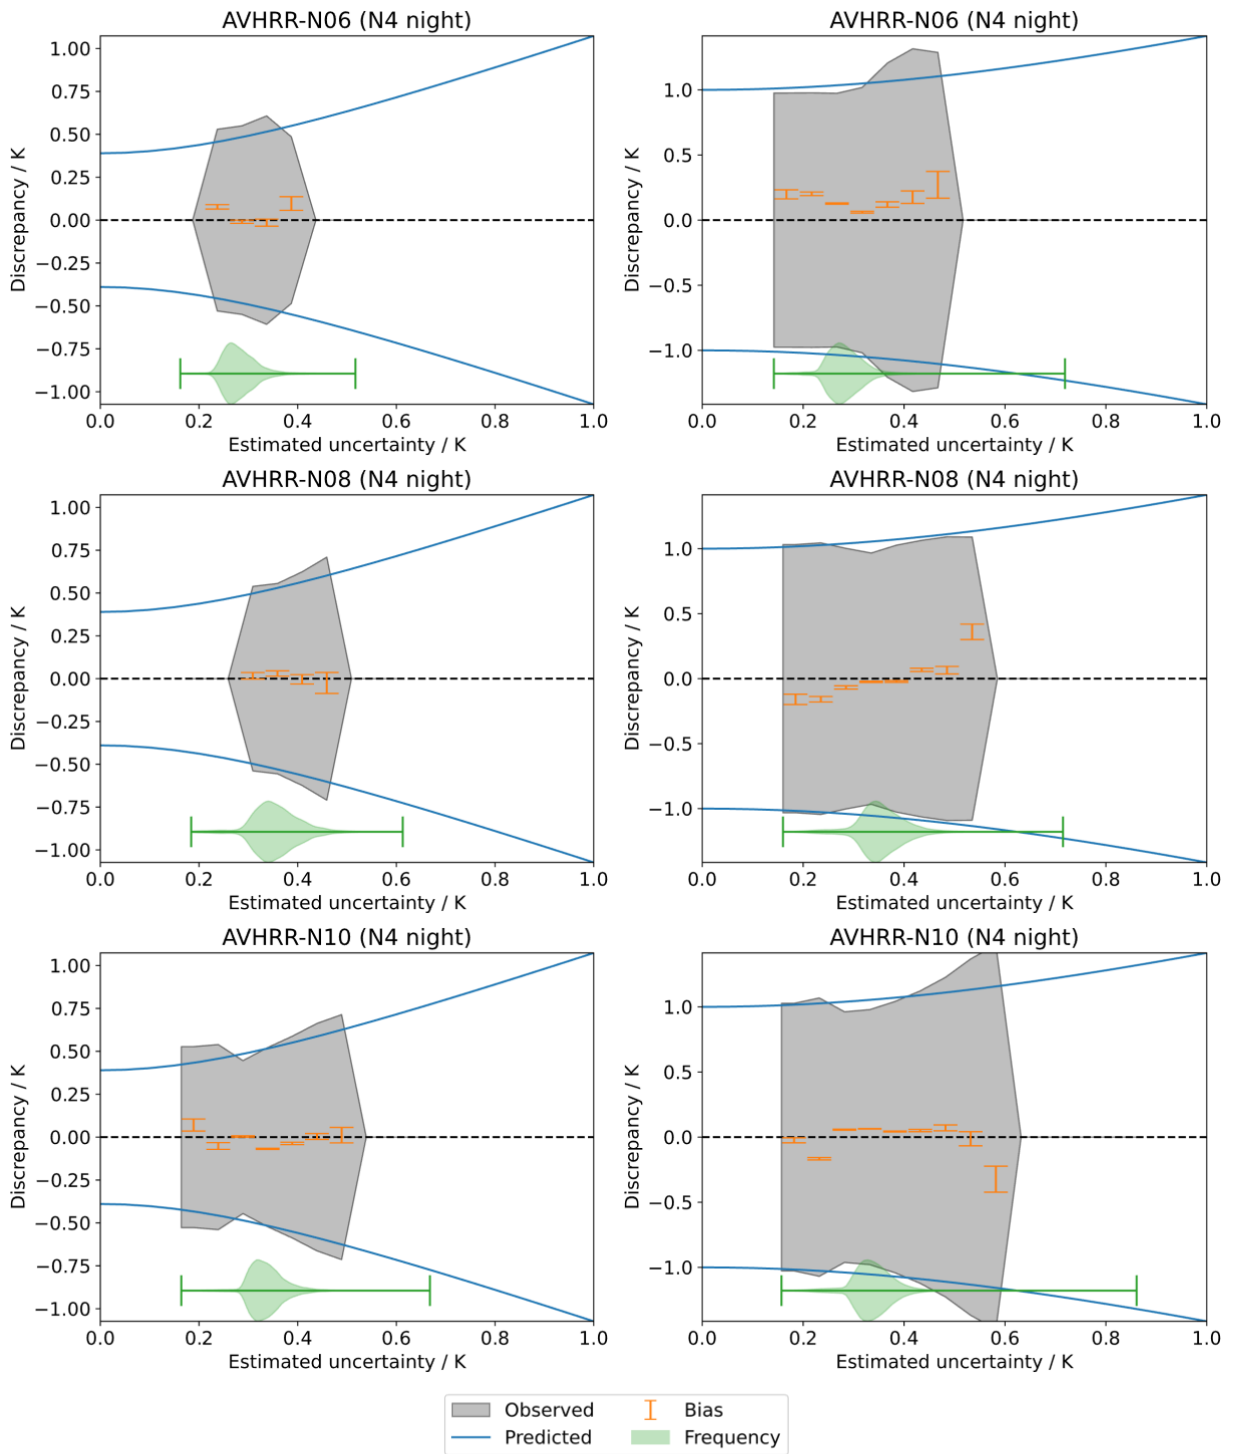 AVHRR-N06 (N4 night)
1.00
0.75
0.50
0.25
0.00
−0.25
−0.50
−0.75
−1.00
Discrepancy / K
0.0 0.2 0.4 0.6 0.8 1.0
Estimated uncertainty / K
AVHRR-N06 (N4 night)
1.0
0.5
0.0
−0.5
−1.0
Discrepancy / K
0.0 0.2 0.4 0.6 0.8 1.0
Estimated uncertainty / K
AVHRR-N08 (N4 night)
1.00
0.75
0.50
0.25
0.00
−0.25
−0.50
−0.75
−1.00
Discrepancy / K
0.0 0.2 0.4 0.6 0.8 1.0
Estimated uncertainty / K
AVHRR-N08 (N4 night)
1.0
0.5
0.0
−0.5
−1.0
Discrepancy / K
0.0 0.2 0.4 0.6 0.8 1.0
Estimated uncertainty / K
AVHRR-N10 (N4 night)
1.00
0.75
0.50
0.25
0.00
−0.25
−0.50
−0.75
−1.00
Discrepancy / K
0.0 0.2 0.4 0.6 0.8 1.0
Estimated uncertainty / K
AVHRR-N10 (N4 night)
1.0
0.5
0.0
−0.5
−1.0
Discrepancy / K
0.0 0.2 0.4 0.6 0.8 1.0
Estimated uncertainty / K
Observed Bias
Predicted Frequency